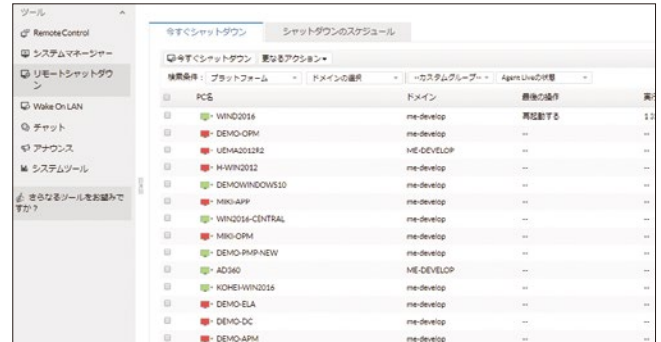 ツール
Remote Control
システムマネージャー
リモートシャットダウ
ン
Wake On LAN
チャット
アナウンス
システムツール
さらなるツールをお望みで
すか？
今すぐシャットダウン シャットダウンのスケジュール
今すぐシャットダウン 更なるアクション
検索条件： プラットフォーム ドメインの選択 --カスタムグループ-- Agent Liveの状態
PC名 ドメイン 最後の操作
WIND2016 me-develop 再起動する
DEMO-OPM me-develop --
UEMA2012R2 ME-DEVELOP --
H-WIN2012 me-develop --
DEMOWINDOWS10 me-develop --
MIKI-APP me-develop --
WIN2016-CENTRAL me-develop --
MIKI-OPM me-develop --
DEMO-PMP-NEW me-develop --
AD360 ME-DEVELOP --
KOHEI-WIN2016 me-develop --
DEMO-ELA me-develop --
DEMO-DC me-develop --
DEMO-APM me-develop --